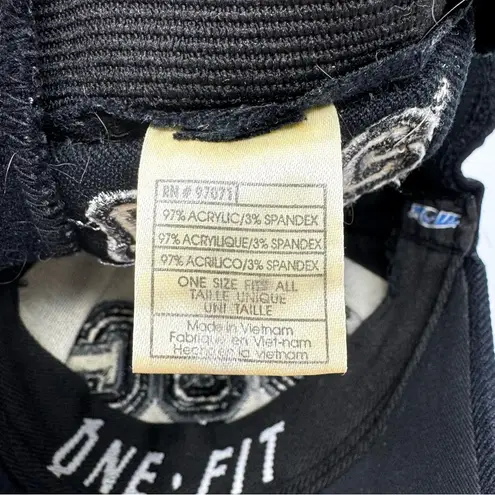 RN # 97071
97% ACRYLIC/3% SPANDEX
97% ACRYLIQUE/3% SPANDEX
97% ACRILICO/3% SPANDEX
ONE SIZE FITS ALL
TAILLE UNIQUE
UNI TAILLE
Made in Vietnam
Fabriqué en Viet-nam
Hecho en la vietnam
ONE • FIT